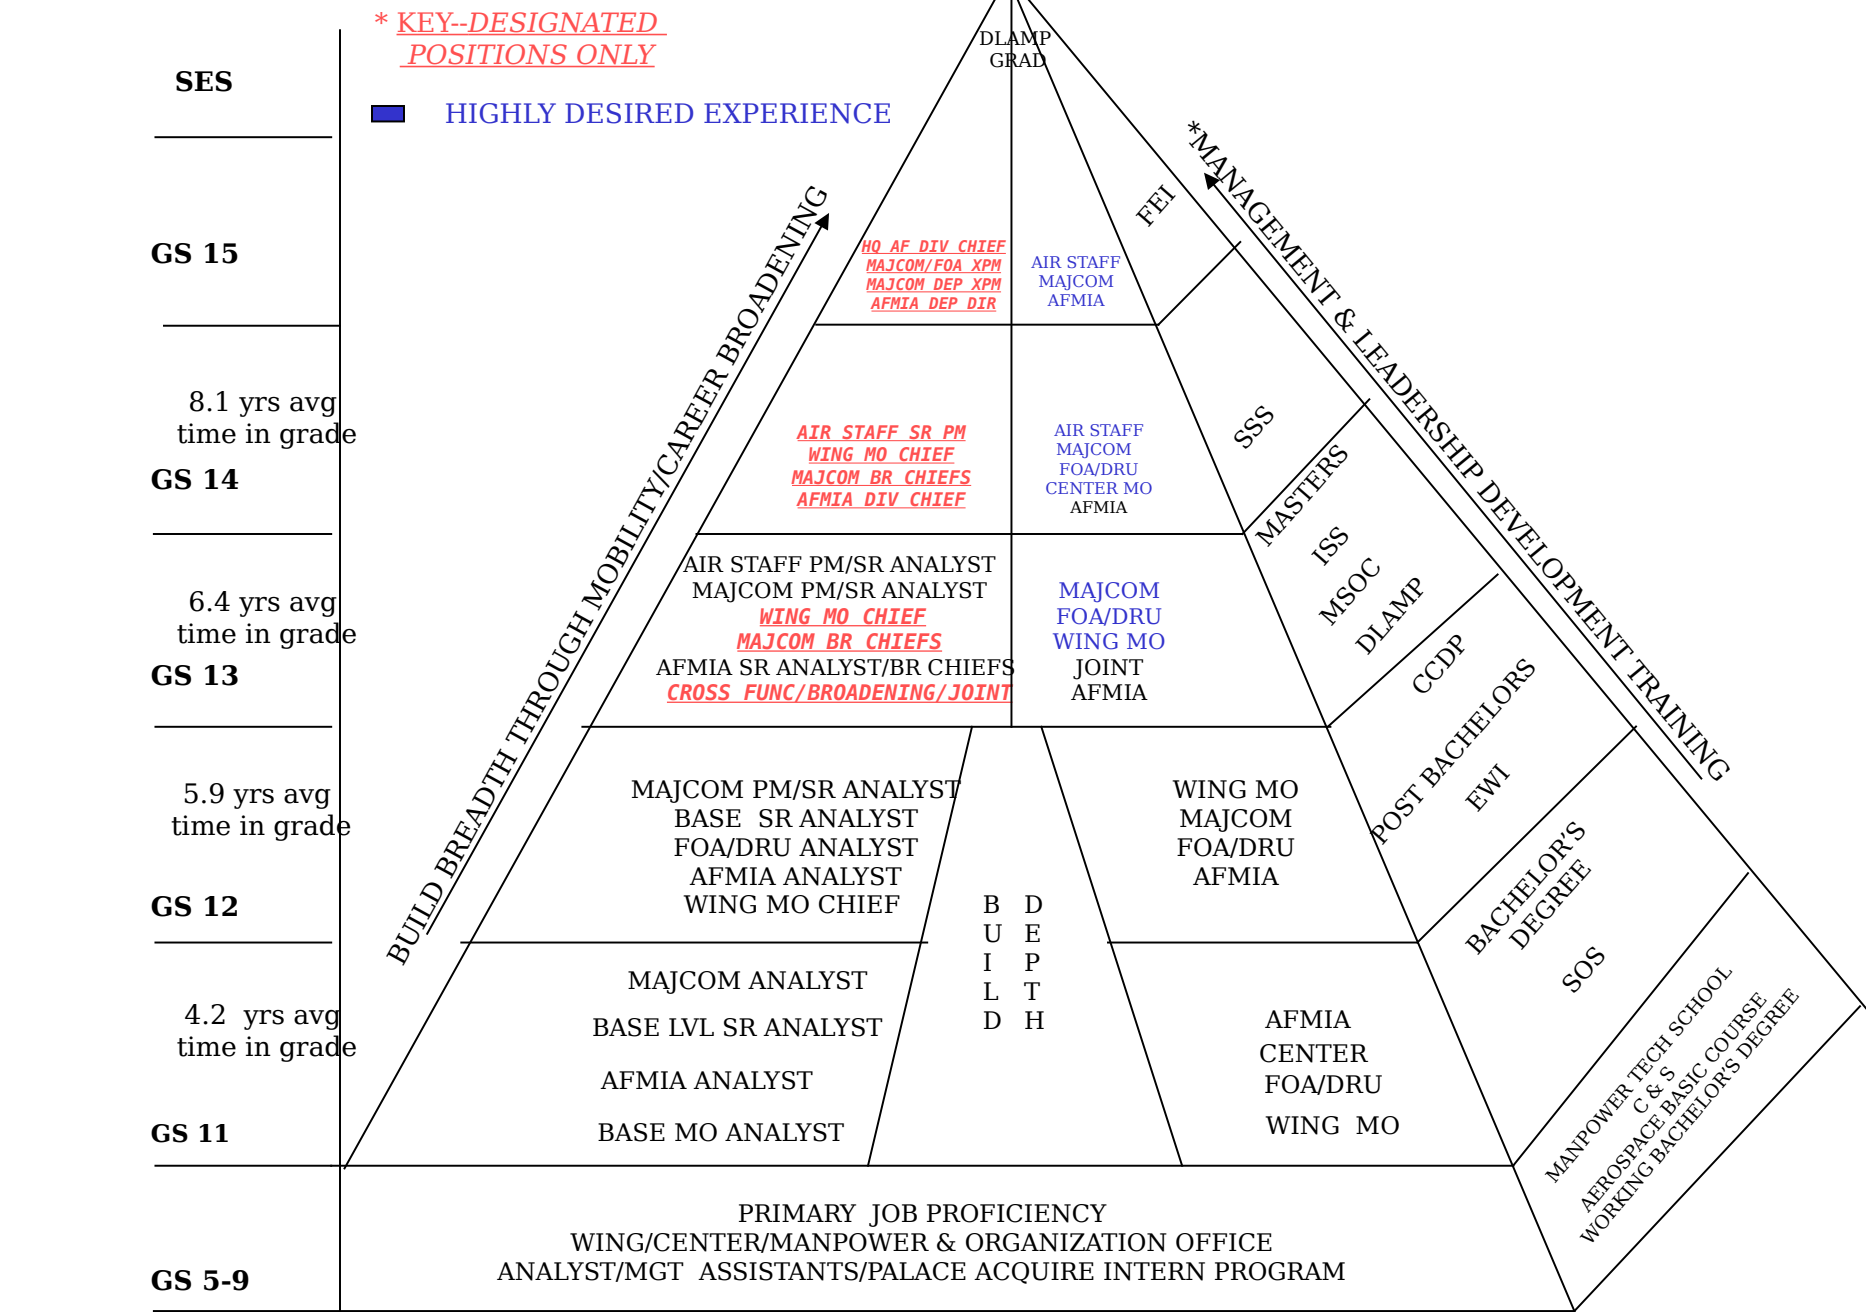 * KEY--DESIGNATED
POSITIONS ONLY
HIGHLY DESIRED EXPERIENCE
SES
GS 15
8.1 yrs avg
time in grade
GS 14
6.4 yrs avg
time in grade
GS 13
5.9 yrs avg
time in grade
GS 12
4.2  yrs avg
time in grade
GS 11
GS 5-9
BUILD BREADTH THROUGH MOBILITY/CAREER BROADENING
DLAMP
GRAD
HQ AF DIV CHIEF
MAJCOM/FOA XPM
MAJCOM DEP XPM
AFMIA DEP DIR
AIR STAFF
MAJCOM
AFMIA
AIR STAFF SR PM
WING MO CHIEF
MAJCOM BR CHIEFS
AFMIA DIV CHIEF
AIR STAFF
MAJCOM
FOA/DRU
CENTER MO
AFMIA
AIR STAFF PM/SR ANALYST
MAJCOM PM/SR ANALYST
WING MO CHIEF
MAJCOM BR CHIEFS
AFMIA SR ANALYST/BR CHIEFS
CROSS FUNC/BROADENING/JOINT
MAJCOM
FOA/DRU
WING MO
JOINT
AFMIA
MAJCOM PM/SR ANALYST
BASE  SR ANALYST
FOA/DRU ANALYST
AFMIA ANALYST
WING MO CHIEF
WING MO
MAJCOM
FOA/DRU
AFMIA
B D
U E
I P
L T
D H
MAJCOM ANALYST
BASE LVL SR ANALYST
AFMIA ANALYST
BASE MO ANALYST
AFMIA
CENTER
FOA/DRU
WING  MO
PRIMARY  JOB PROFICIENCY
WING/CENTER/MANPOWER & ORGANIZATION OFFICE
ANALYST/MGT  ASSISTANTS/PALACE ACQUIRE INTERN PROGRAM
*MANAGEMENT & LEADERSHIP DEVELOPMENT TRAINING
FEI
SSS
MASTERS
ISS
MSOC
DLAMP
CCDP
POST BACHELORS
EWI
BACHELOR'S
DEGREE
SOS
MANPOWER TECH SCHOOL
C & S
AEROSPACE BASIC COURSE
WORKING BACHELOR'S DEGREE